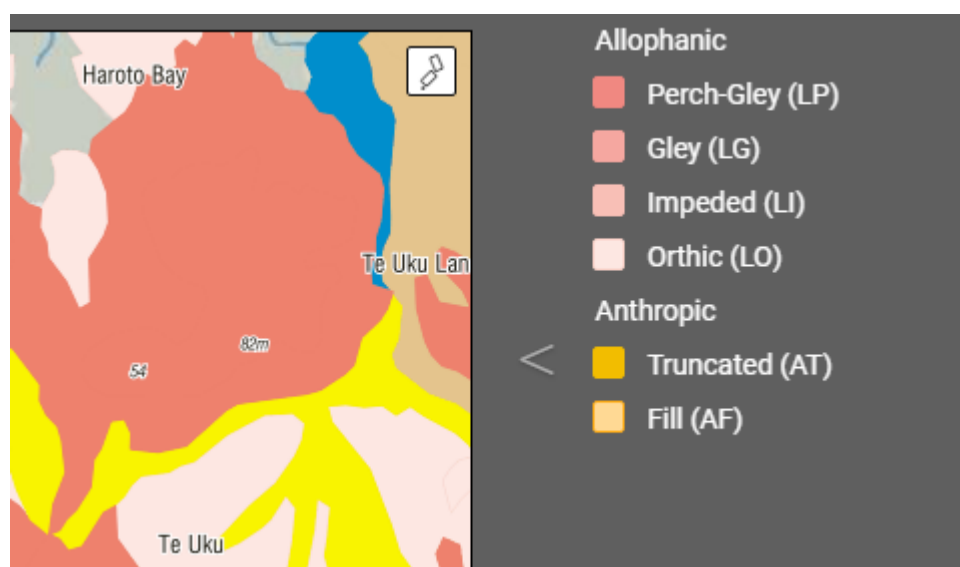 Haroto Bay
Te Uku Lan
82m
54
Te Uku
Allophanic
Perch-Gley (LP)
Gley (LG)
Impeded (LI)
Orthic (LO)
Anthropic
Truncated (AT)
Fill (AF)